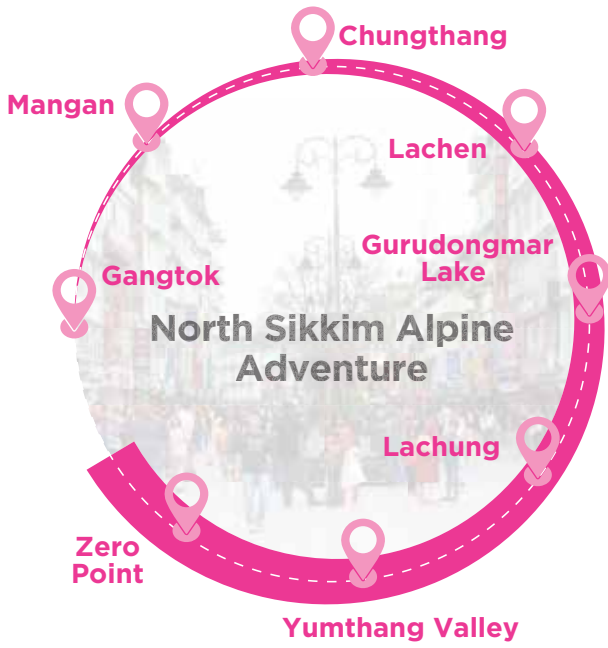 Chungthang
Mangan
Lachen
Gurudongmar
Lake
Gangtok
North Sikkim Alpine
Adventure
Lachung
Zero
Point
Yumthang Valley